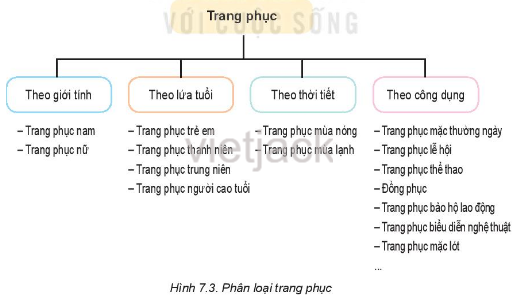 VỚI CUỘC SỐNG
Trang phục
Theo giới tính
– Trang phục nam
– Trang phục nữ
Theo lứa tuổi
– Trang phục trẻ em
– Trang phục thanh niên
– Trang phục trung niên
– Trang phục người cao tuổi
Theo thời tiết
– Trang phục mùa nóng
– Trang phục mùa lạnh
Theo công dụng
– Trang phục mặc thường ngày
– Trang phục lễ hội
– Trang phục thể thao
– Đồng phục
– Trang phục bảo hộ lao động
– Trang phục biểu diễn nghệ thuật
– Trang phục mặc lót
...
vietjack
Hình 7.3. Phân loại trang phục